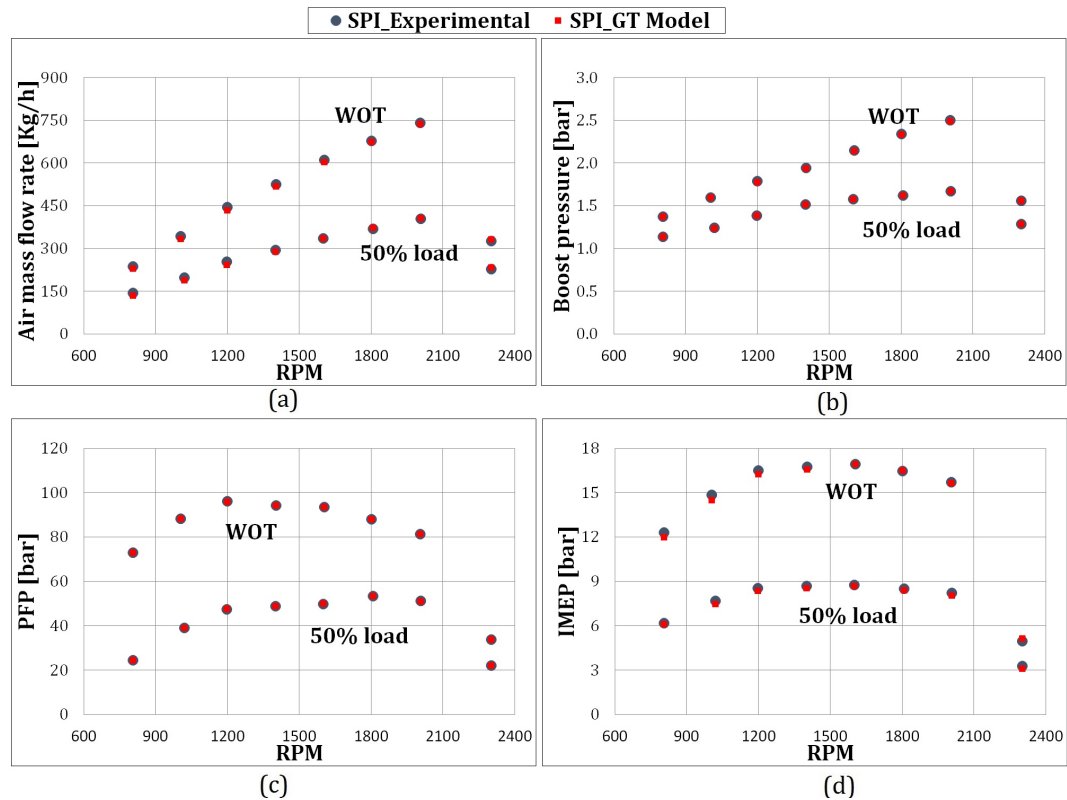 SPI_Experimental SPI_GT Model
Air mass flow rate [Kg/h]
900
750
600
450
300
150
0
WOT
50% load
600 900 1200 1500 1800 2100 2400
RPM
(a)
Boost pressure [bar]
3.0
2.5
2.0
1.5
1.0
0.5
0.0
WOT
50% load
600 900 1200 1500 1800 2100 2400
RPM
(b)
PFP [bar]
120
100
80
60
40
20
0
WOT
50% load
600 900 1200 1500 1800 2100 2400
RPM
(c)
IMEP [bar]
18
15
12
9
6
3
0
WOT
50% load
600 900 1200 1500 1800 2100 2400
RPM
(d)